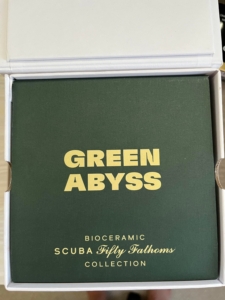 GREEN
ABYSS
BIOCERAMIC
SCUBA Fifty Fathoms
COLLECTION